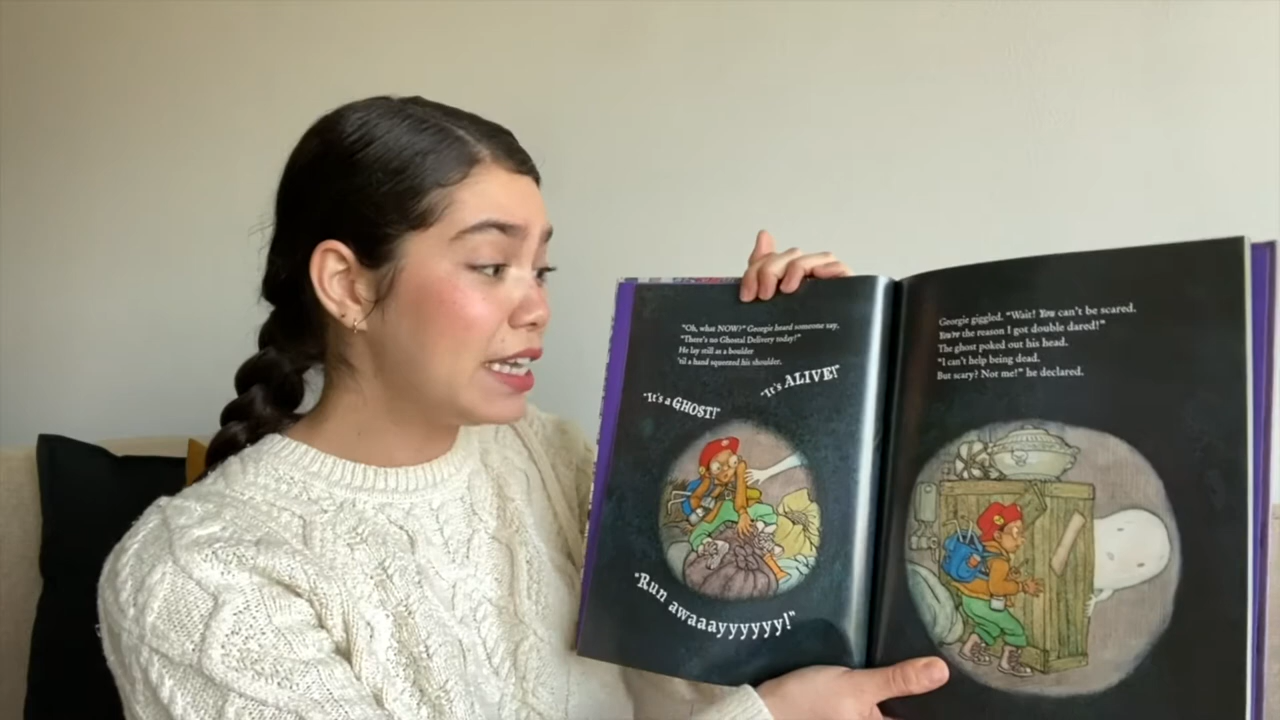 "Oh, what NOW?" Georgie heard someone say,
"There's no Ghostal Delivery today!"
He lay still as a boulder
'til a hand squeezed his shoulder.
"It's a GHOST!"
"It's ALIVE!"
"Run awaaayyyyyy!"
Georgie giggled. "Wait! You can't be scared.
You're the reason I got double dared!"
The ghost poked out his head.
"I can't help being dead.
But scary? Not me!" he declared.